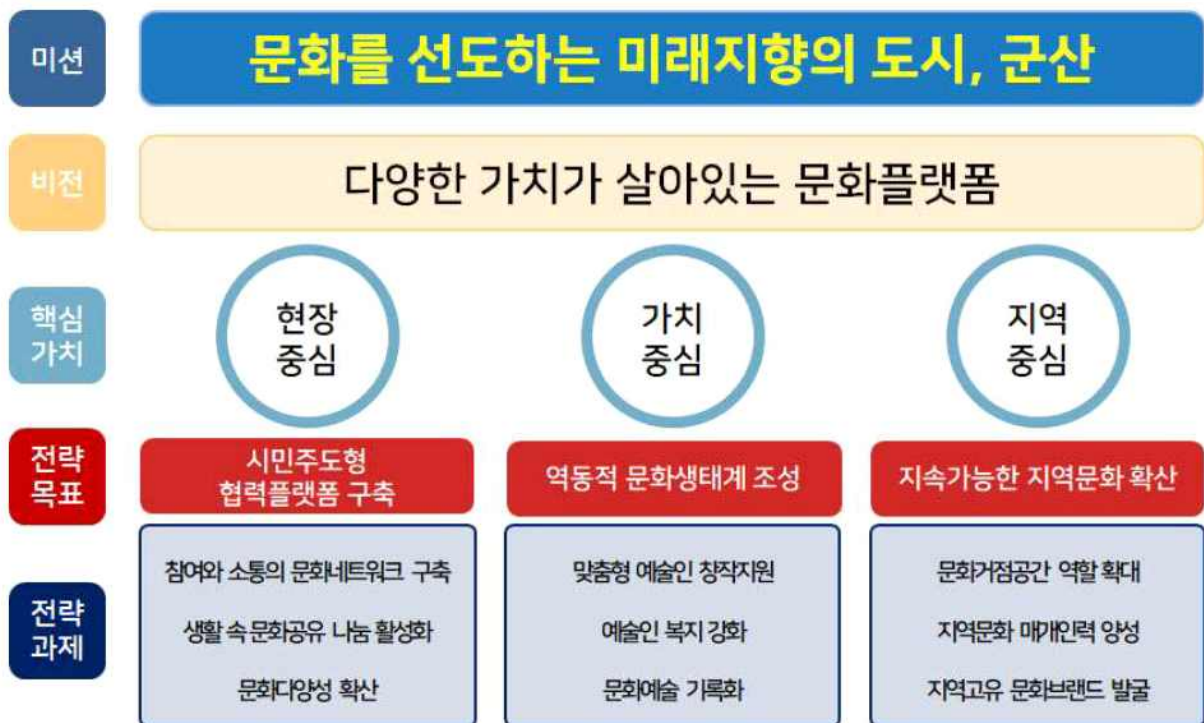 미션
문화를 선도하는 미래지향의 도시, 군산
비전
다양한 가치가 살아있는 문화플랫폼
핵심
가치
현장
중심
가치
중심
지역
중심
전략
목표
시민주도형
협력플랫폼 구축
역동적 문화생태계 조성
지속가능한 지역문화 확산
전략
과제
참여와 소통의 문화네트워크 구축
생활 속 문화공유 나눔 활성화
문화다양성 확산
맞춤형 예술인 창작지원
예술인 복지 강화
문화예술 기록화
문화거점공간 역할 확대
지역문화 매개인력 양성
지역고유 문화브랜드 발굴